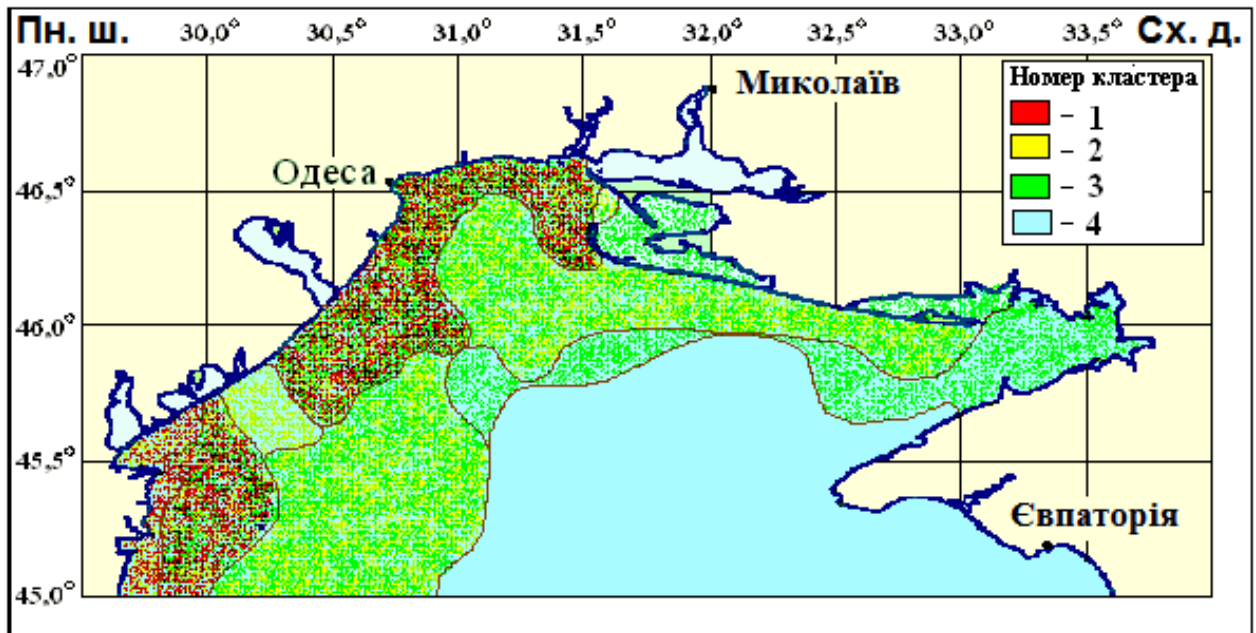 Пн. ш. 30,0° 30,5° 31,0° 31,5° 32,0° 32,5° 33,0° 33,5° Сх. д.
47,0°
Номер кластера
Миколаїв
- 1
- 2
Одеса
46,5°
- 3
- 4
46,0°
45,5°
Євпаторія
45,0°